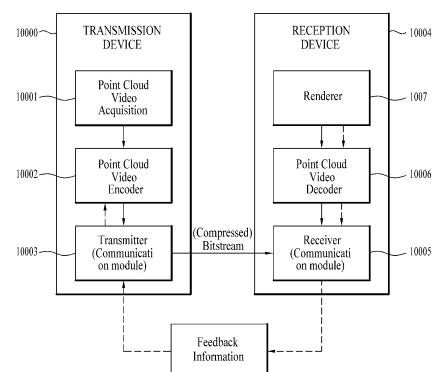 10000
TRANSMISSION
DEVICE
10001
Point Cloud
Video
Acquisition
10002
Point Cloud
Video
Encoder
10003
Transmitter
(Communicati
on module)
(Compressed)
Bitstream
RECEPTION
DEVICE
10004
Renderer
1007
Point Cloud
Video
Decoder
10006
Receiver
(Communicati
on module)
10005
Feedback
Information